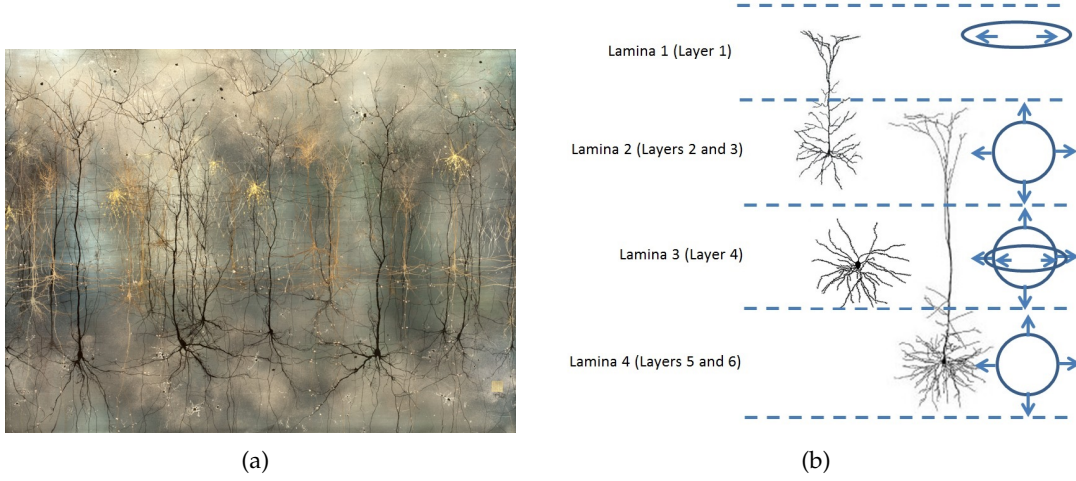 Lamina 1 (Layer 1)
Lamina 2 (Layers 2 and 3)
Lamina 3 (Layer 4)
Lamina 4 (Layers 5 and 6)
(a)
(b)